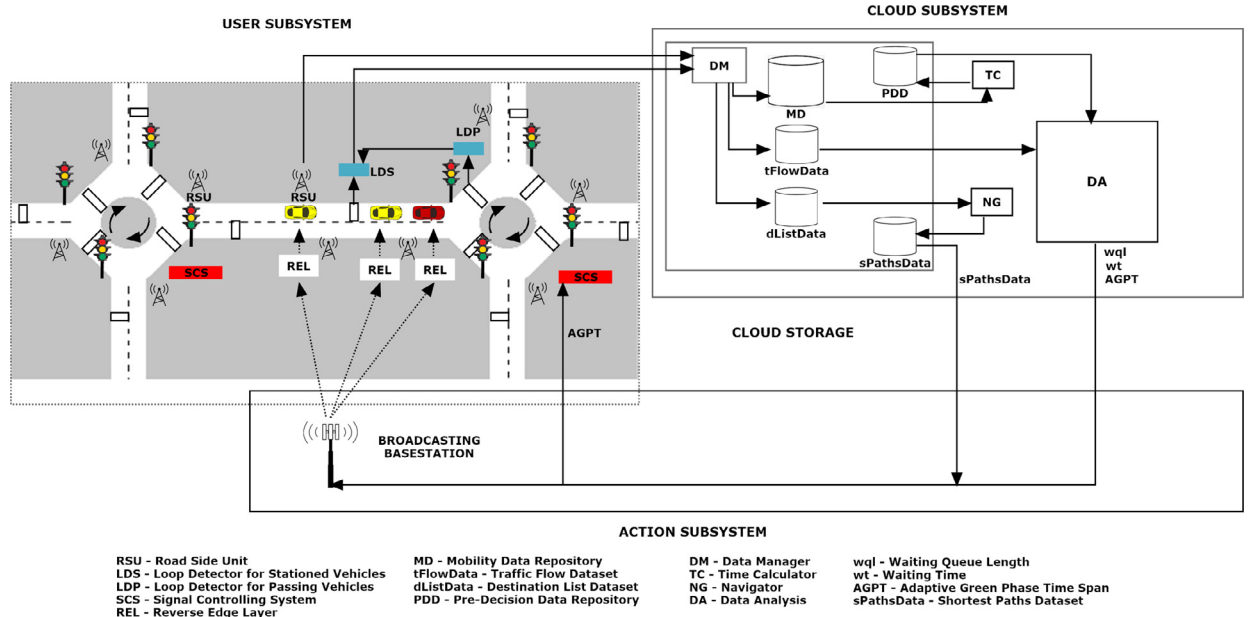 USER SUBSYSTEM
CLOUD SUBSYSTEM
DM
MD
PDD
TC
LDP
LDS
tFlowData
DA
RSU
RSU
dListData
NG
sPathsData
sPathsData
wql
wt
AGPT
SCS
REL
REL
REL
SCS
AGPT
CLOUD STORAGE
BROADCASTING
BASESTATION
ACTION SUBSYSTEM
RSU - Road Side Unit
LDS - Loop Detector for Stationed Vehicles
LDP - Loop Detector for Passing Vehicles
SCS - Signal Controlling System
REL - Reverse Edge Layer
MD - Mobility Data Repository
tFlowData - Traffic Flow Dataset
dListData - Destination List Dataset
PDD - Pre-Decision Data Repository
DM - Data Manager
TC - Time Calculator
NG - Navigator
DA - Data Analysis
wql - Waiting Queue Length
wt - Waiting Time
AGPT - Adaptive Green Phase Time Span
sPathsData - Shortest Paths Dataset